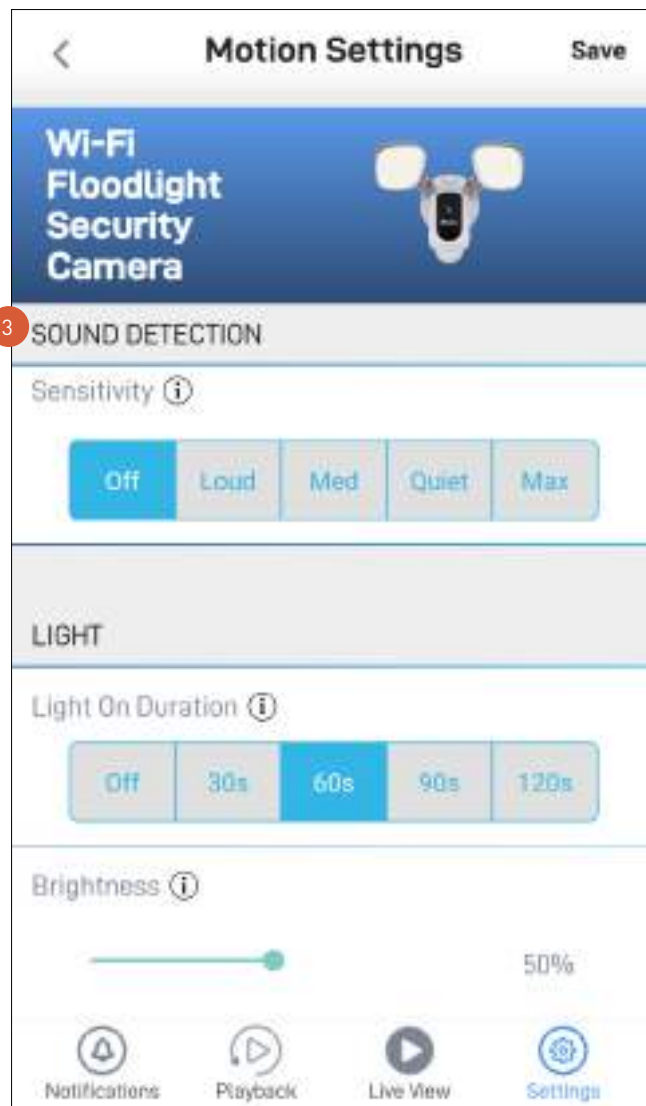 Motion Settings Save
Wi-Fi
Floodlight
Security
Camera
3 SOUND DETECTION
Sensitivity
Off Loud Med Quiet Max
LIGHT
Light On Duration
Off 30s 60s 90s 120s
Brightness
50%
Notifications Playback Live View Settings